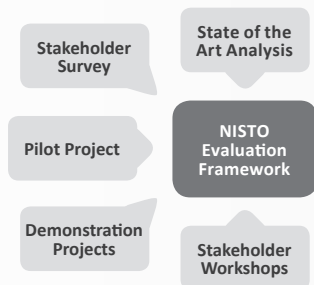 Stakeholder
Survey
State of the
Art Analysis
Pilot Project
NISTO
Evaluation
Framework
Demonstration
Projects
Stakeholder
Workshops